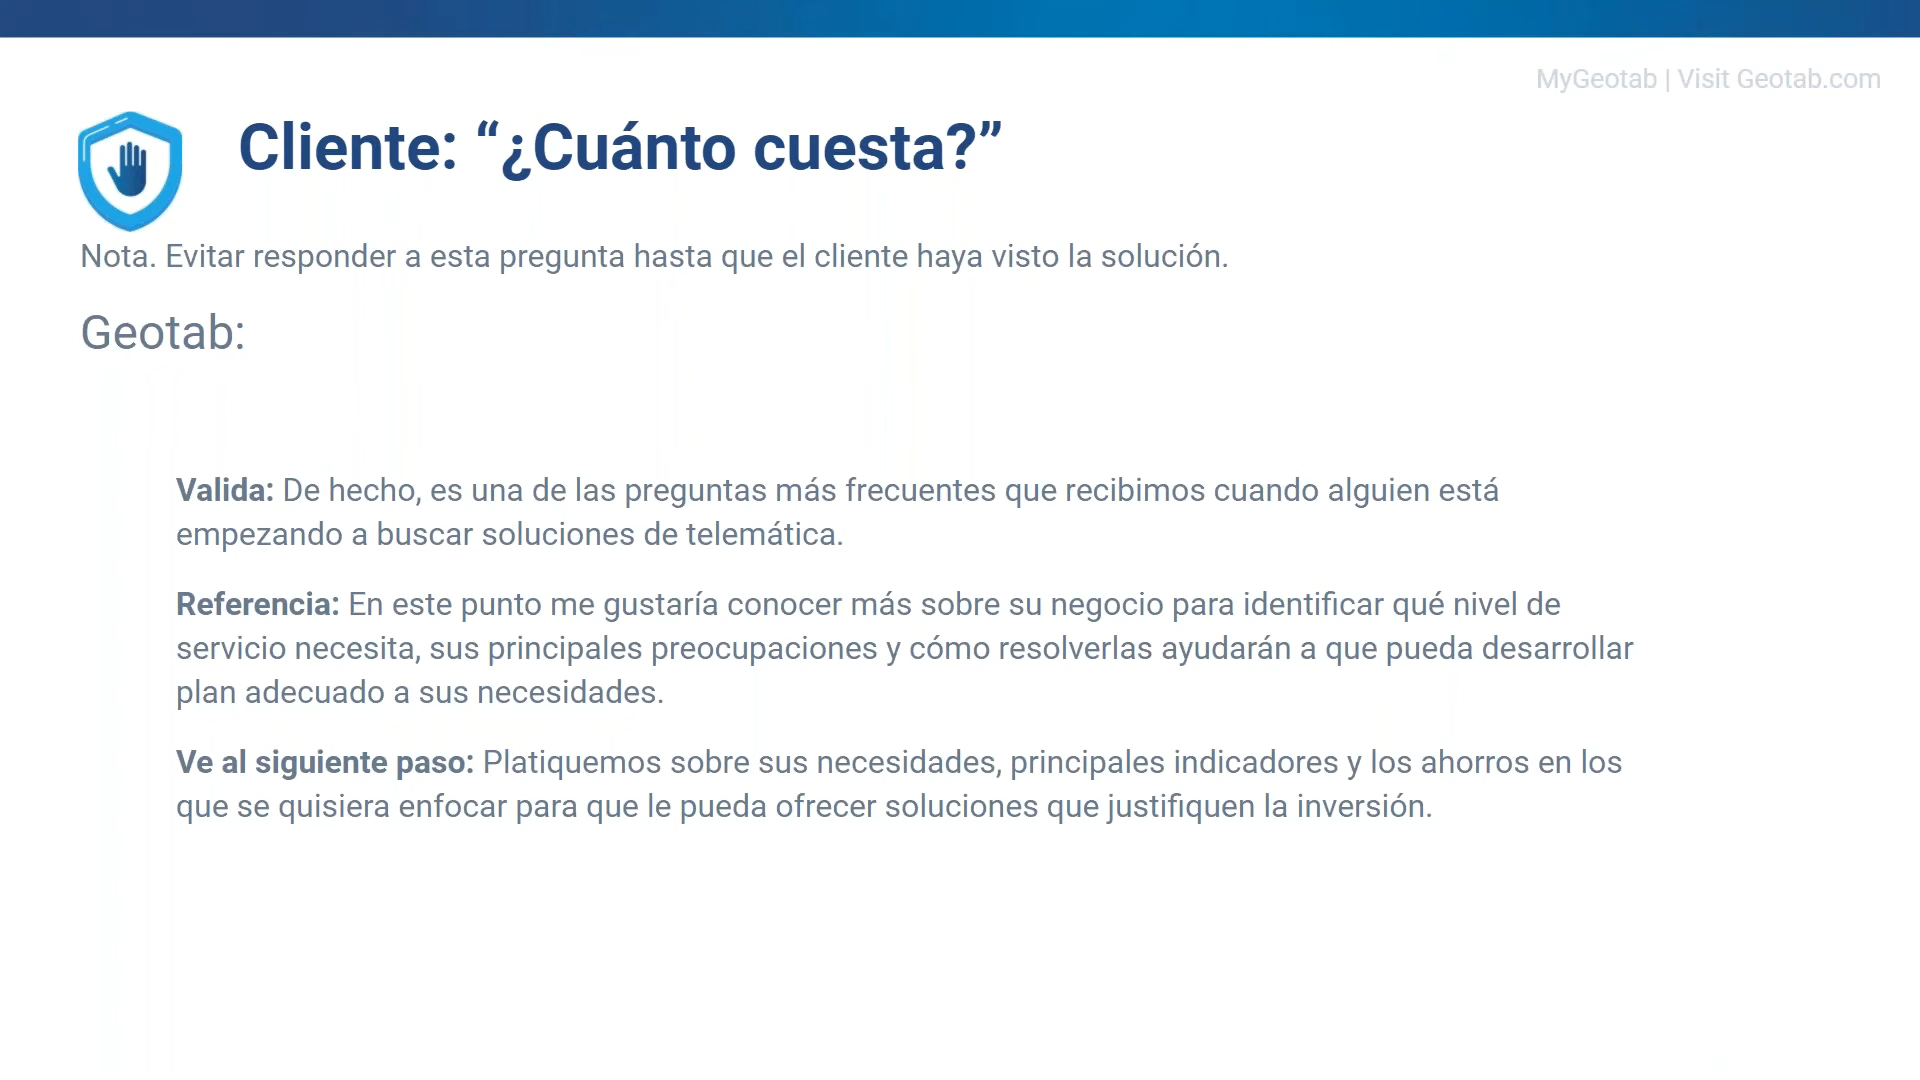 MyGeotab | Visit Geotab.com
Cliente: “¿Cuánto cuesta?”
Nota. Evitar responder a esta pregunta hasta que el cliente haya visto la solución.
Geotab:
Valida: De hecho, es una de las preguntas más frecuentes que recibimos cuando alguien está
empezando a buscar soluciones de telemática.
Referencia: En este punto me gustaría conocer más sobre su negocio para identificar qué nivel de
servicio necesita, sus principales preocupaciones y cómo resolverlas ayudarán a que pueda desarrollar
plan adecuado a sus necesidades.
Ve al siguiente paso: Platiquemos sobre sus necesidades, principales indicadores y los ahorros en los
que se quisiera enfocar para que le pueda ofrecer soluciones que justifiquen la inversión.